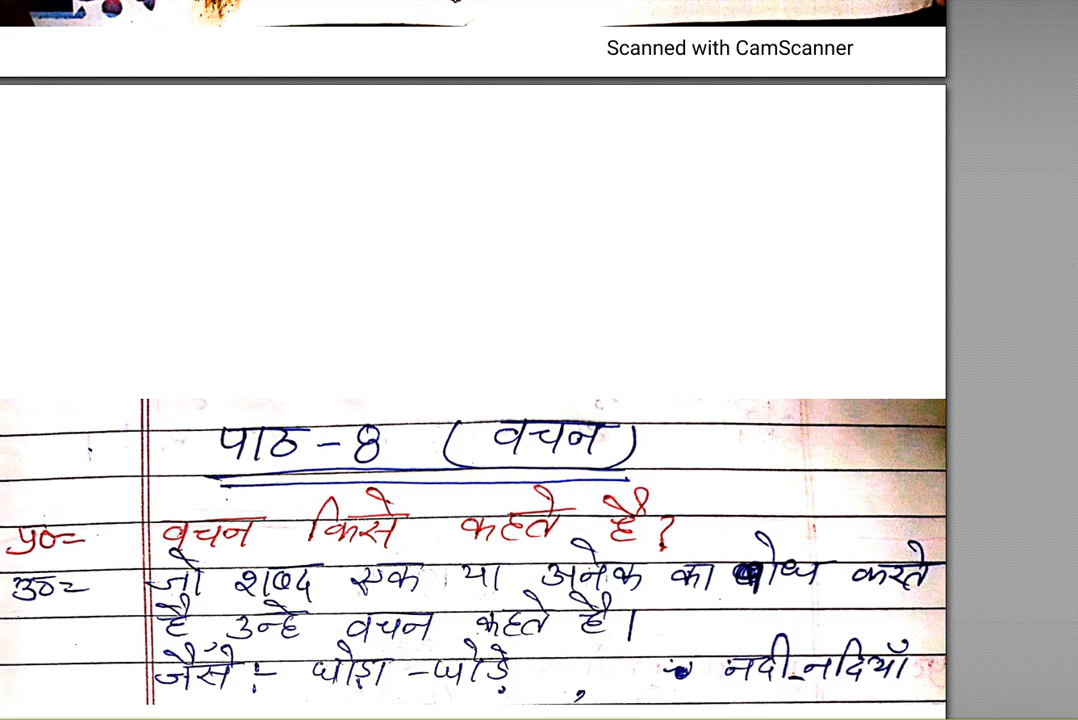 Scanned with CamScanner
पाठ - 8 ( वचन )
प्र०= वचन किसे कहते है?
उ०= जो शब्द एक या अनेक का बोध करते
है उन्हे वचन कहते है।
जैसे :- घोड़ा - घोड़े , नदी - नदियाँ